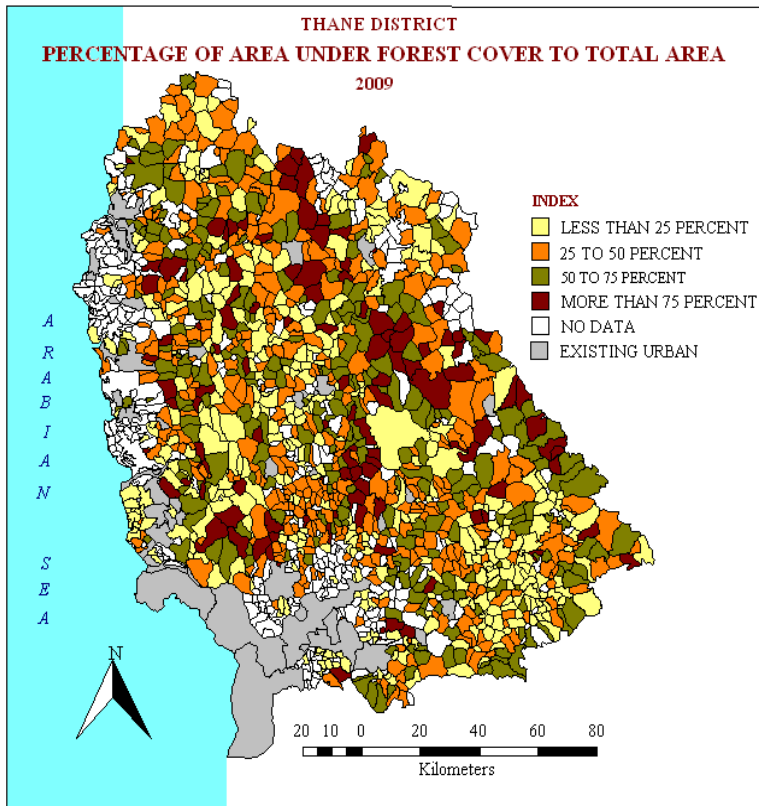 THANE DISTRICT
PERCENTAGE OF AREA UNDER FOREST COVER TO TOTAL AREA
2009
INDEX
LESS THAN 25 PERCENT
25 TO 50 PERCENT
50 TO 75 PERCENT
MORE THAN 75 PERCENT
NO DATA
EXISTING URBAN
ARABIAN SEA
N
20 10 0 20 40 60 80
Kilometers